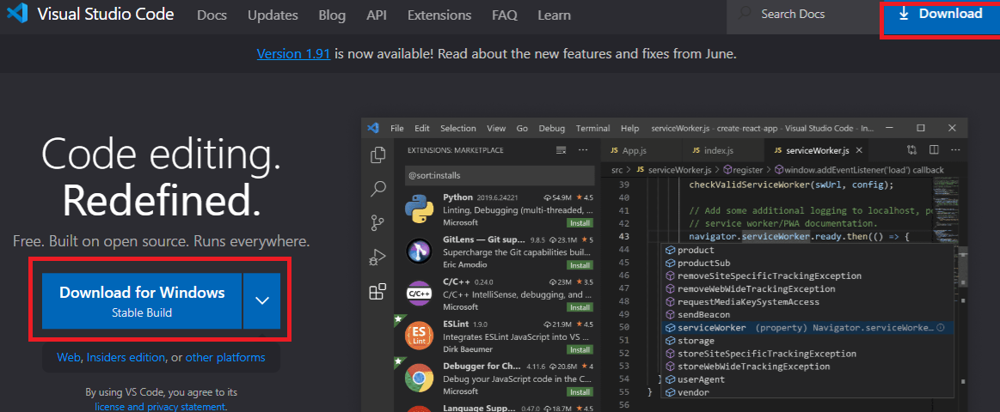 Visual Studio Code Docs Updates Blog API Extensions FAQ Learn Search Docs Download
Version 1.91 is now available! Read about the new features and fixes from June.
Code editing.
Redefined.
Free. Built on open source. Runs everywhere.
Download for Windows
Stable Build
Web, Insiders edition, or other platforms
By using VS Code, you agree to its
license and privacy statement.
File Edit Selection View Go Debug Terminal Help serviceWorker.js - create-react-app - Visual Studio Code - In...
EXTENSIONS: MARKETPLACE
@sort:installs
Python 2019.6.24221 54.9M ★ 4.5
Linting, Debugging (multi-threaded, ...
Microsoft Install
GitLens — Git sup... 9.8.5 23.1M ★ 5
Supercharge the Git capabilities buil...
Eric Amodio Install
C/C++ 0.24.0 23M ★ 3.5
C/C++ IntelliSense, debugging, and ...
Microsoft Install
ESLint 1.9.0 21.9M ★ 4.5
Integrates ESLint JavaScript into VS ...
Dirk Baeumer Install
Debugger for Ch... 4.11.6 20.6M ★ 4
Debug your JavaScript code in the C...
Microsoft Install
Language Supp... 0.47.0 18.7M ★ 4.5
JS App.js JS index.js JS serviceWorker.js
src > JS serviceWorker.js > register > window.addEventListener('load') callback
39 checkValidServiceWorker(swUrl, config);
40
41 // Add some additional logging to localhost, p
42 // service worker/PWA documentation.
43 navigator.serviceWorker.ready.then(() => {
44 product
45 productSub
46 removeSiteSpecificTrackingException
47 removeWebWideTrackingException
48 requestMediaKeySystemAccess
49 sendBeacon
50 serviceWorker (property) Navigator.serviceWorke...
51 storage
52 storeSiteSpecificTrackingException
53 storeWebWideTrackingException
54 } userAgent
55 } vendor
56